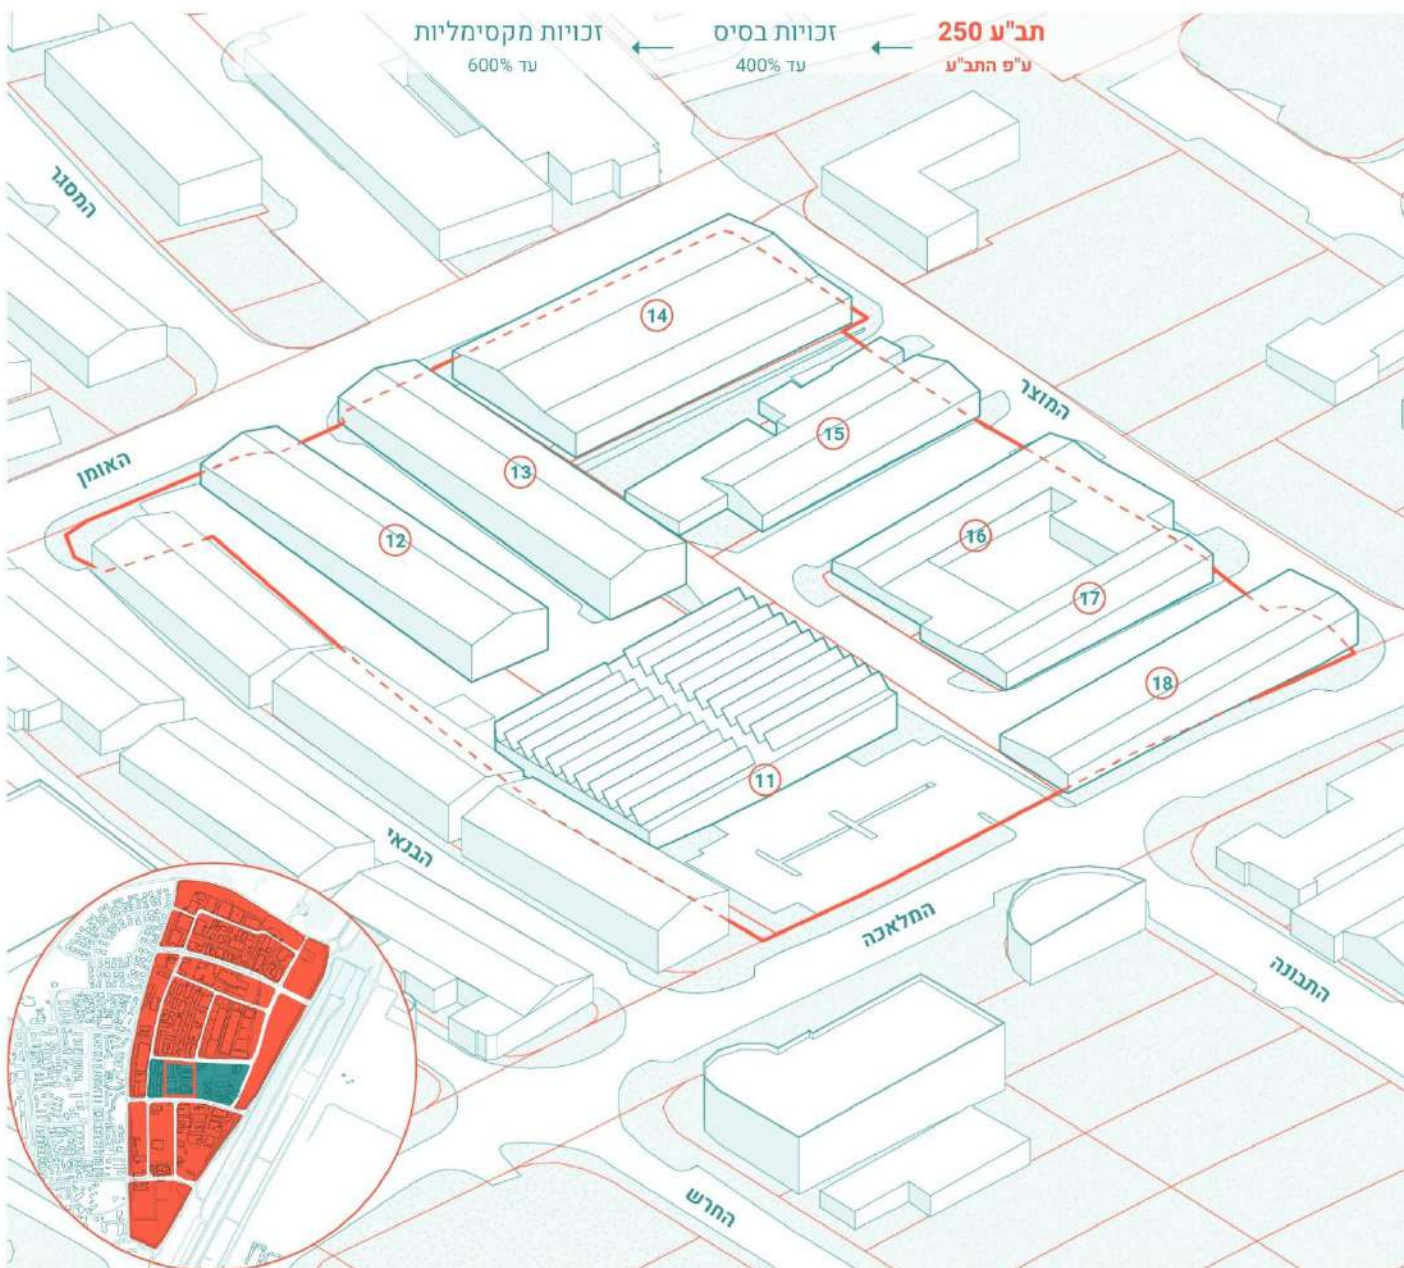 תב"ע 250 ← זכויות בסיס ← זכויות מקסימליות
ע"פ התב"ע עד 400% עד 600%
המסגר
14
המוצר
15
13
האומן
12
16
17
18
11
הבנאי
המלאכה
התבונה
החרש